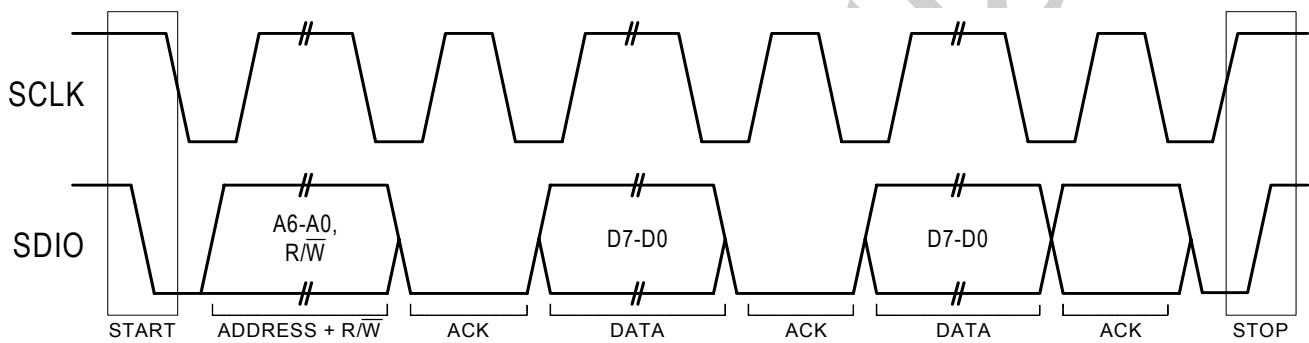 SCLK
SDIO
A6-A0,
R/W̅
D7-D0
D7-D0
START
ADDRESS + R/W̅
ACK
DATA
ACK
DATA
ACK
STOP